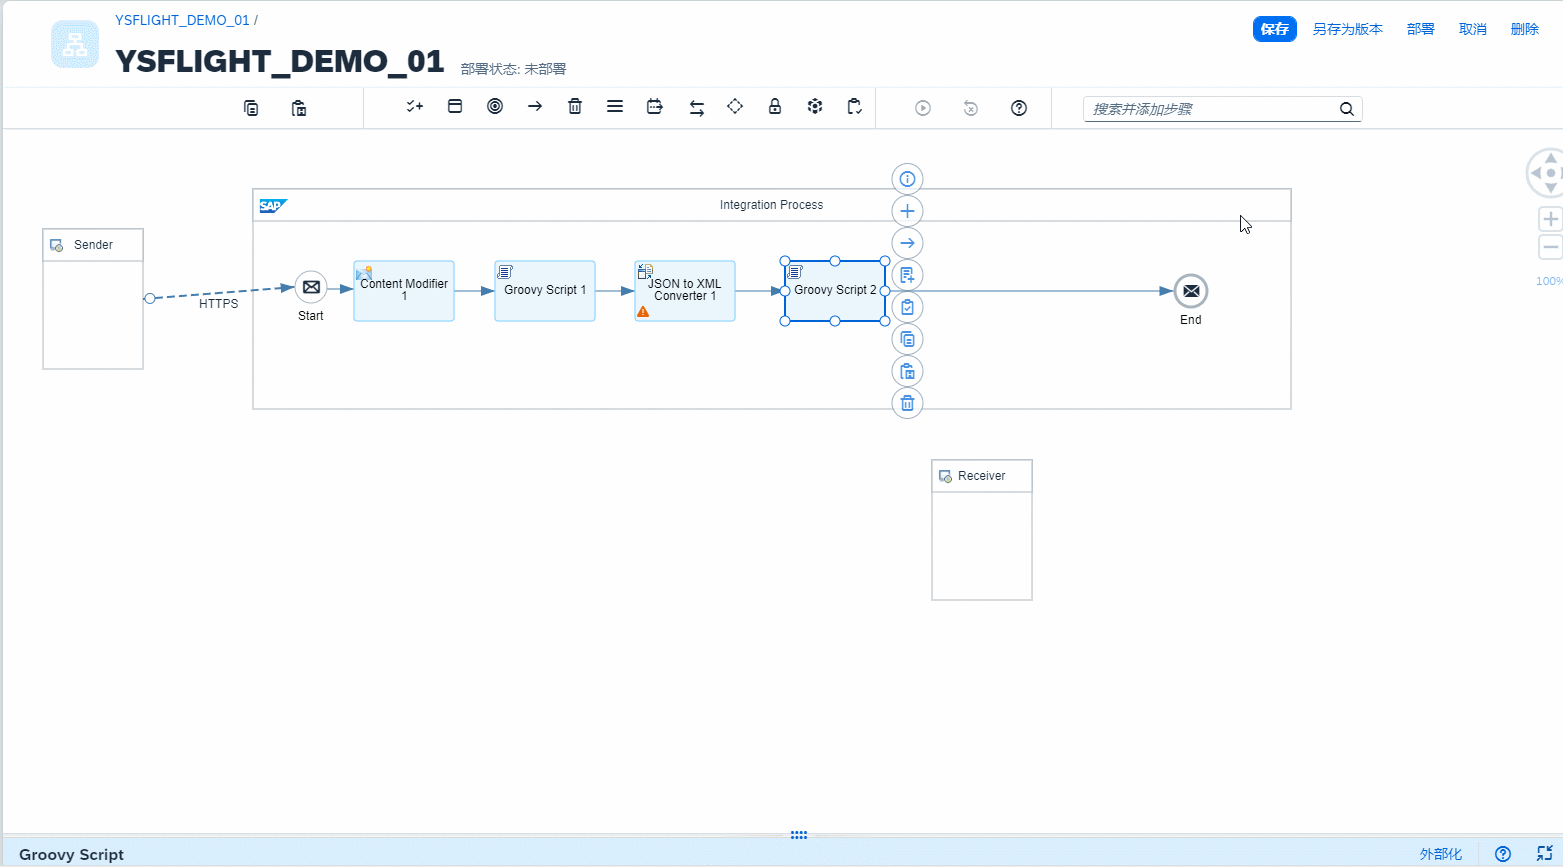 YSFLIGHT_DEMO_01 /
YSFLIGHT_DEMO_01
部署状态: 未部署
保存
另存为版本
部署
取消
删除
搜索并添加步骤
SAP
Integration Process
Sender
HTTPS
Start
Content Modifier
1
Groovy Script 1
JSON to XML
Converter 1
Groovy Script 2
End
100%
Receiver
Groovy Script
外部化